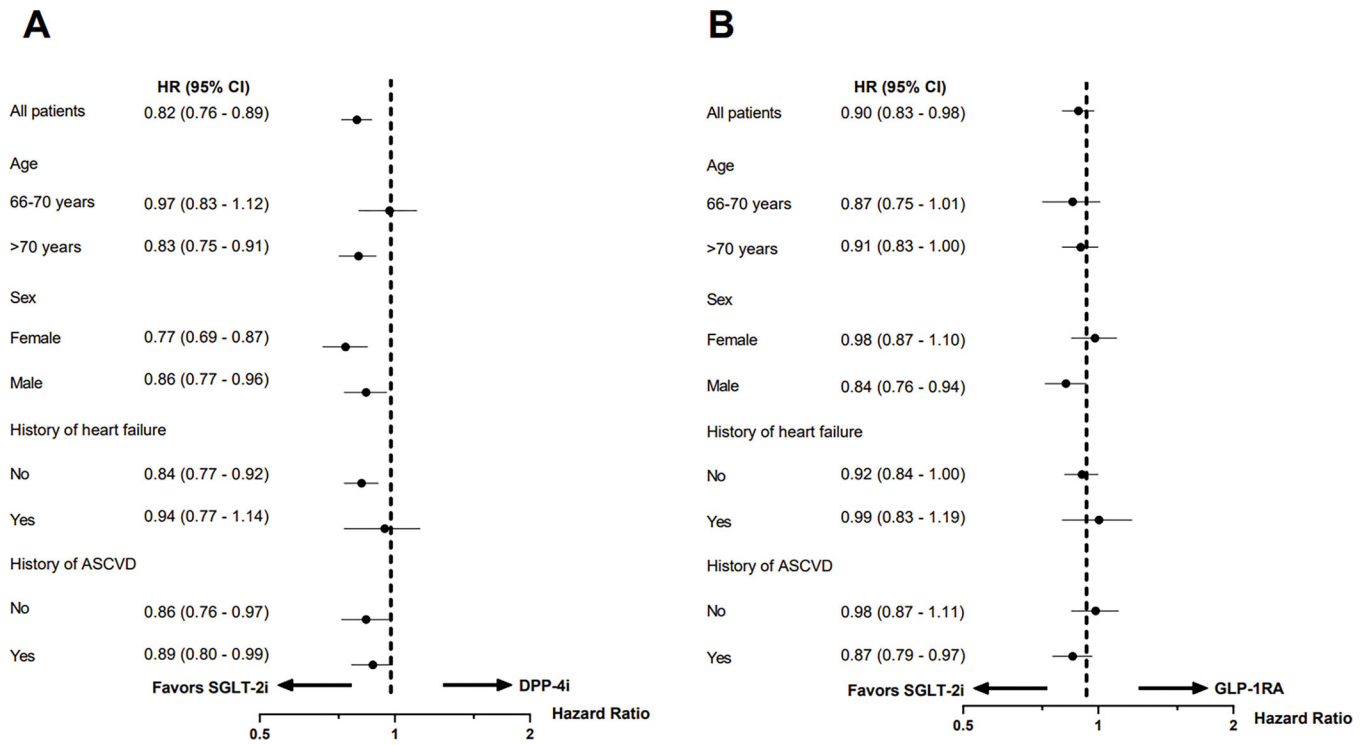 A
HR (95% CI)
All patients 0.82 (0.76 - 0.89)
Age
66-70 years 0.97 (0.83 - 1.12)
>70 years 0.83 (0.75 - 0.91)
Sex
Female 0.77 (0.69 - 0.87)
Male 0.86 (0.77 - 0.96)
History of heart failure
No 0.84 (0.77 - 0.92)
Yes 0.94 (0.77 - 1.14)
History of ASCVD
No 0.86 (0.76 - 0.97)
Yes 0.89 (0.80 - 0.99)
Favors SGLT-2i DPP-4i
Hazard Ratio
0.5 1 2
B
HR (95% CI)
All patients 0.90 (0.83 - 0.98)
Age
66-70 years 0.87 (0.75 - 1.01)
>70 years 0.91 (0.83 - 1.00)
Sex
Female 0.98 (0.87 - 1.10)
Male 0.84 (0.76 - 0.94)
History of heart failure
No 0.92 (0.84 - 1.00)
Yes 0.99 (0.83 - 1.19)
History of ASCVD
No 0.98 (0.87 - 1.11)
Yes 0.87 (0.79 - 0.97)
Favors SGLT-2i GLP-1RA
Hazard Ratio
0.5 1 2